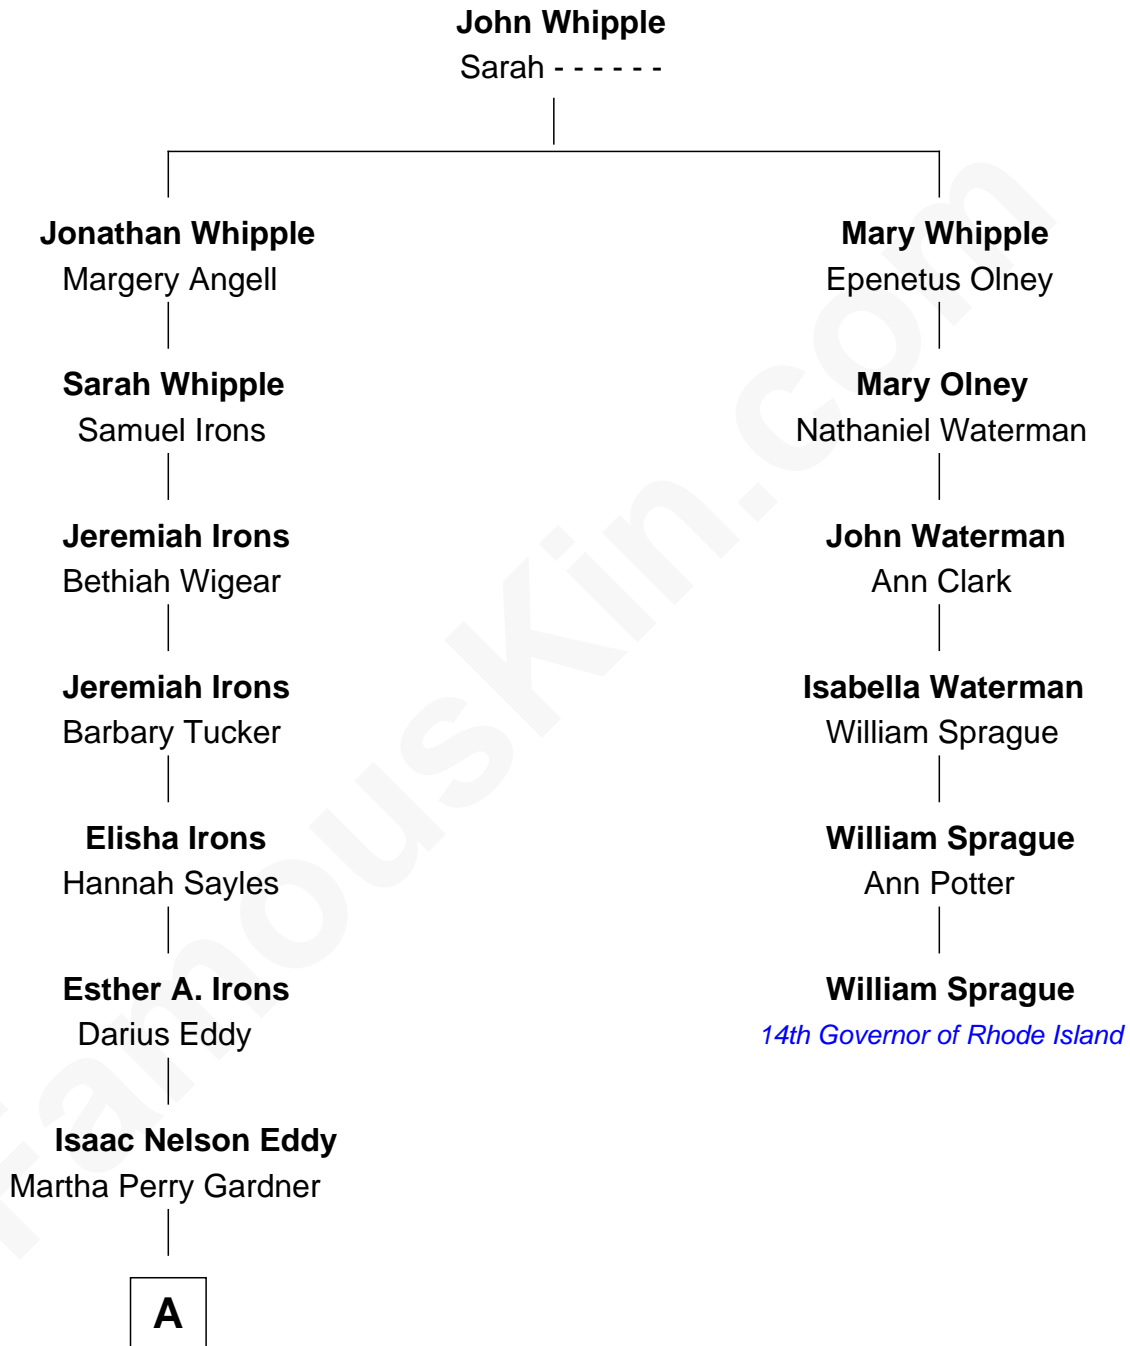 John Whipple
Sarah - - - - - -
Jonathan Whipple
Margery Angell
Mary Whipple
Epenetus Olney
Sarah Whipple
Samuel Irons
Mary Olney
Nathaniel Waterman
Jeremiah Irons
Bethiah Wigear
John Waterman
Ann Clark
Jeremiah Irons
Barbary Tucker
Isabella Waterman
William Sprague
Elisha Irons
Hannah Sayles
William Sprague
Ann Potter
Esther A. Irons
Darius Eddy
William Sprague
14th Governor of Rhode Island
Isaac Nelson Eddy
Martha Perry Gardner
A
FamousKin.com